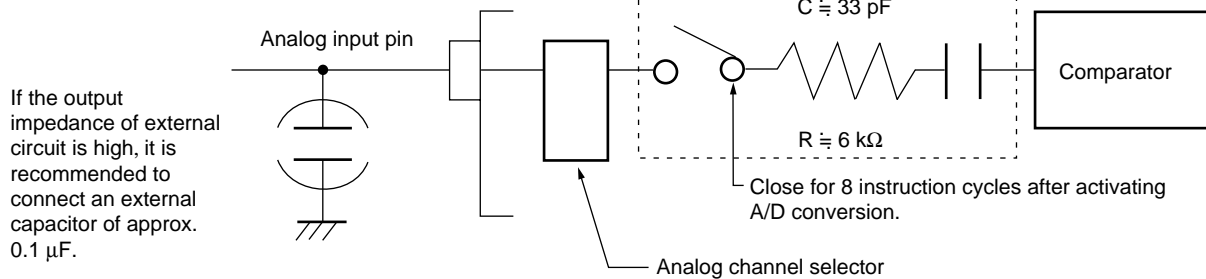 C ≒ 33 pF
Analog input pin
Comparator
If the output
impedance of external
circuit is high, it is
recommended to
connect an external
capacitor of approx.
0.1 μF.
R ≒ 6 kΩ
Close for 8 instruction cycles after activating
A/D conversion.
Analog channel selector